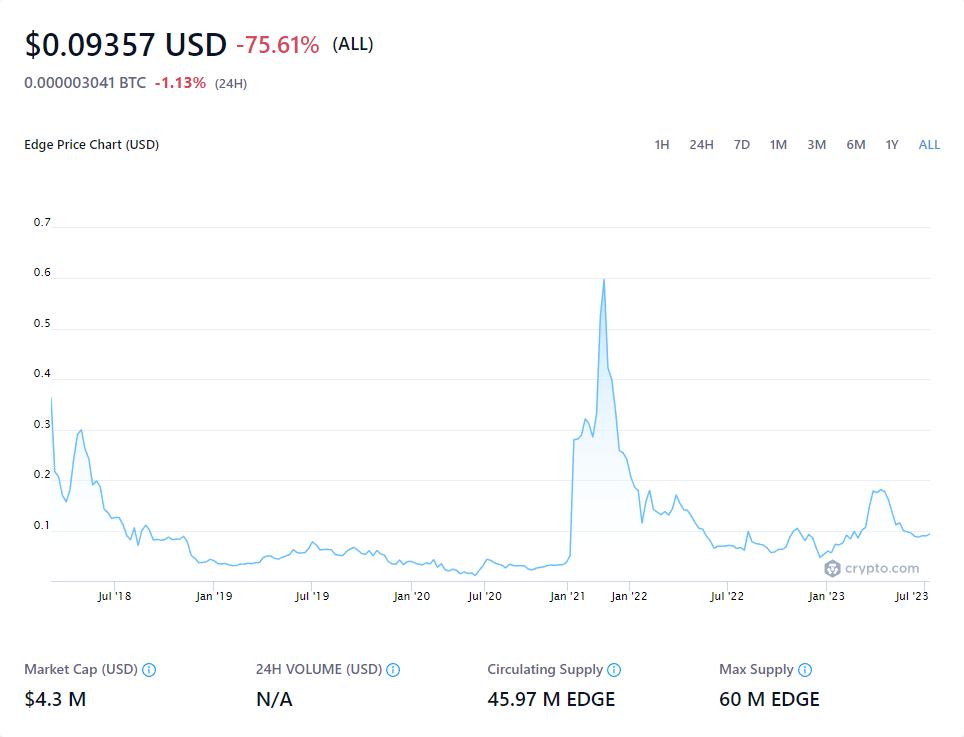 $0.09357 USD -75.61% (ALL)
0.000003041 BTC -1.13% (24H)
Edge Price Chart (USD) 1H 24H 7D 1M 3M 6M 1Y ALL
0.7
0.6
0.5
0.4
0.3
0.2
0.1
crypto.com
Jul '18 Jan '19 Jul '19 Jan '20 Jul '20 Jan '21 Jan '22 Jul '22 Jan '23 Jul '23
Market Cap (USD) 24H VOLUME (USD) Circulating Supply Max Supply
$4.3 M N/A 45.97 M EDGE 60 M EDGE